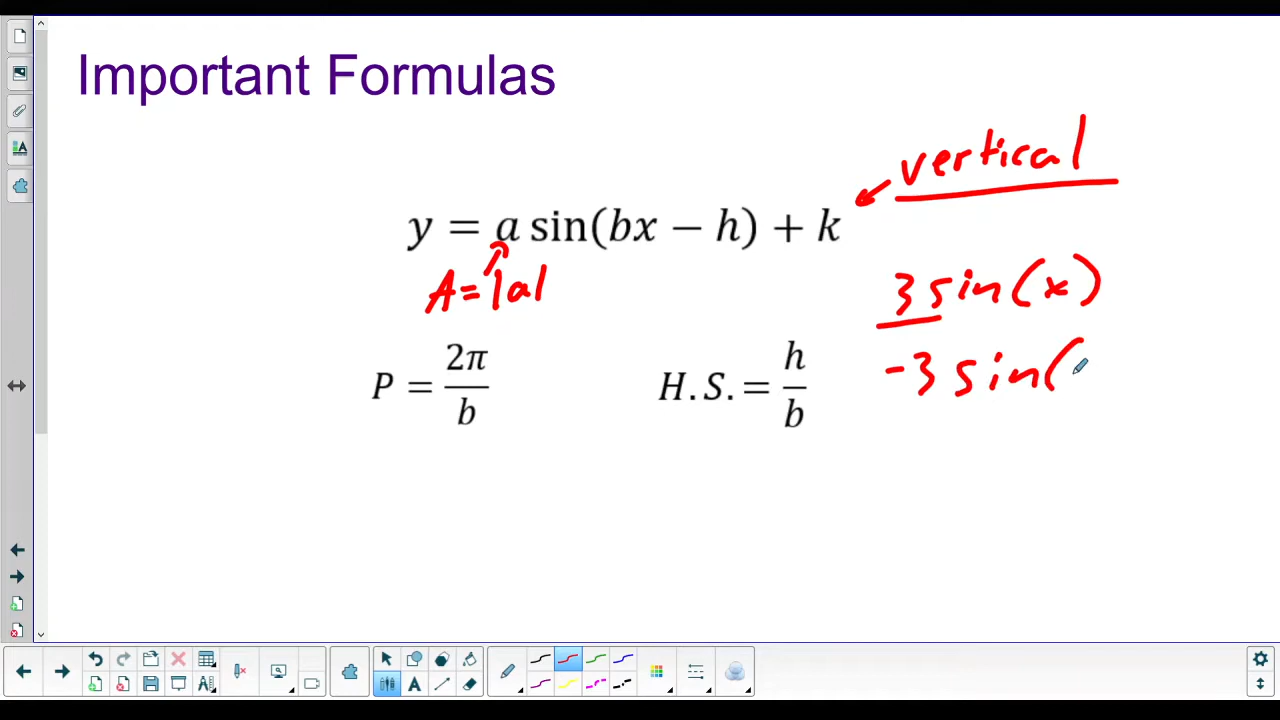 Important Formulas
vertical
y = a sin(bx − h) + k
A = |a|
3 sin(x)
P = 2π/b
H.S. = h/b
-3 sin(